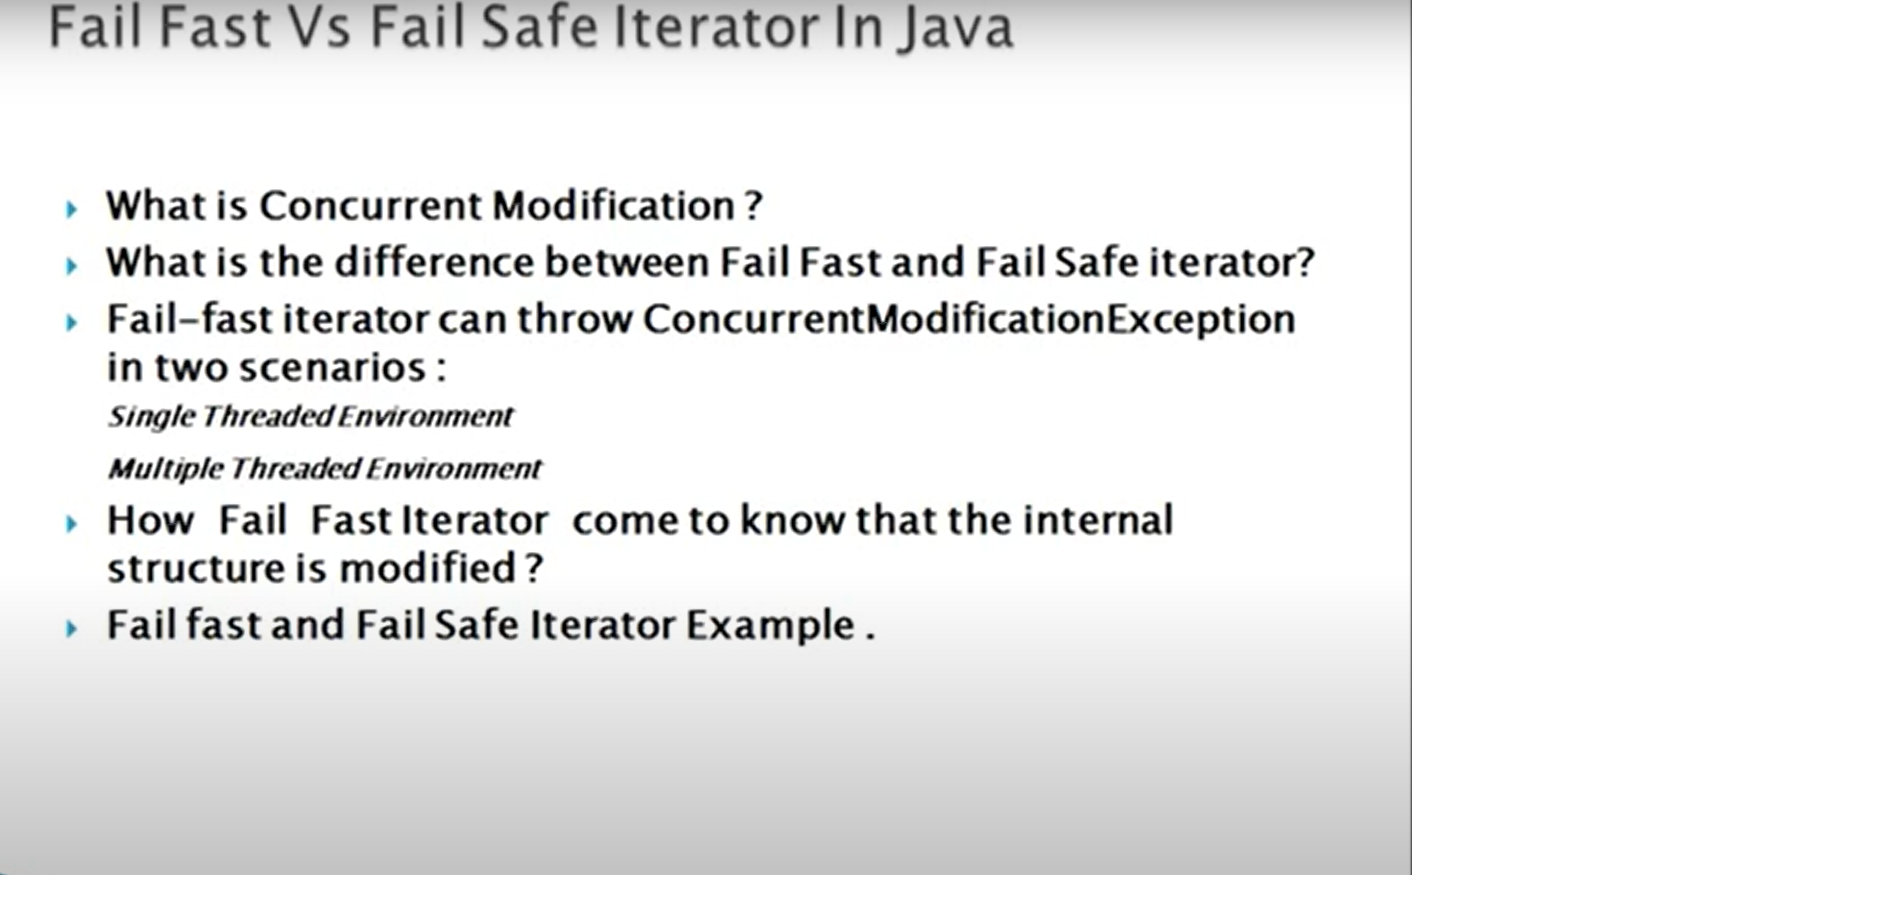 Fail Fast Vs Fail Safe Iterator In Java
What is Concurrent Modification ?
What is the difference between Fail Fast and Fail Safe iterator?
Fail-fast iterator can throw ConcurrentModificationException
in two scenarios :
Single Threaded Environment
Multiple Threaded Environment
How Fail Fast Iterator come to know that the internal
structure is modified ?
Fail fast and Fail Safe Iterator Example .